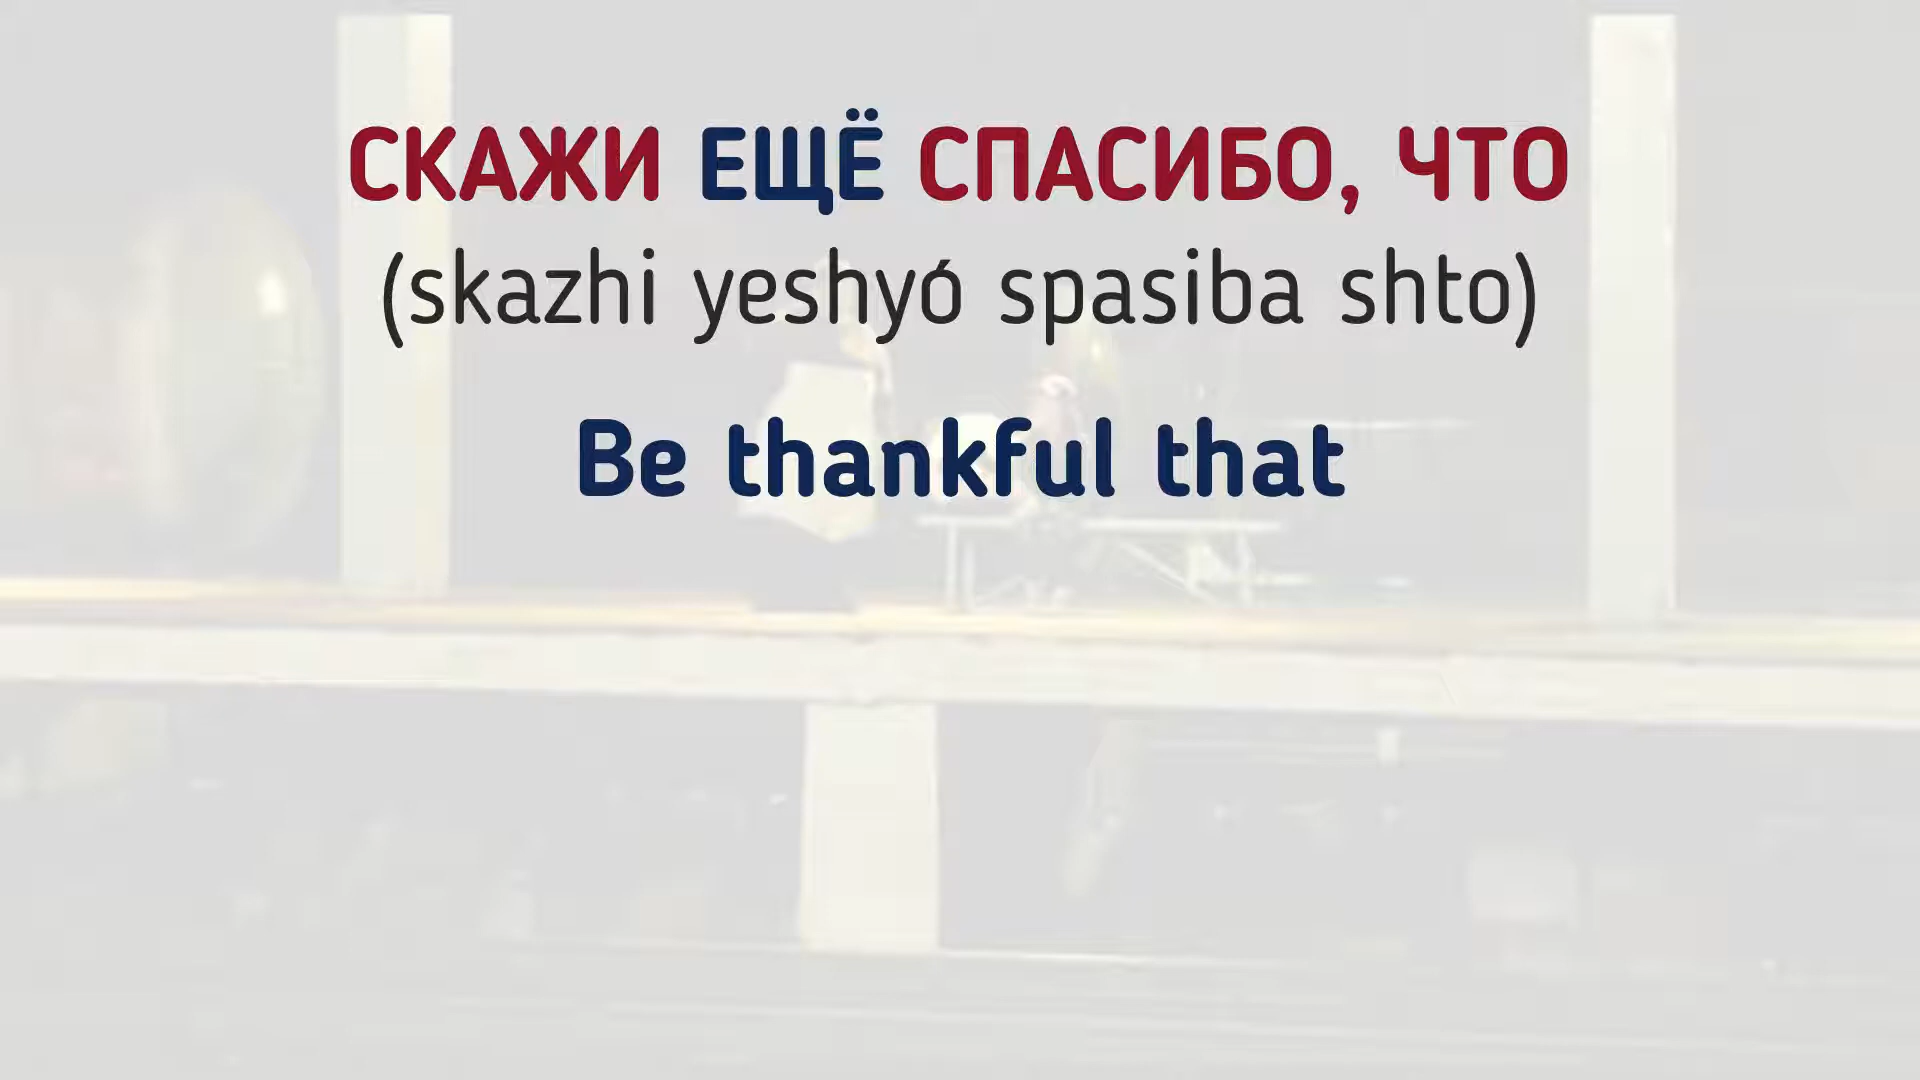 СКАЖИ ЕЩЁ СПАСИБО, ЧТО
(skazhi yeshyó spasiba shto)
Be thankful that